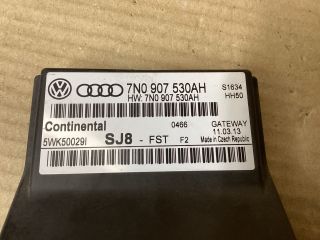 7N0 907 530AH S1634
HW: 7N0 907 530AH HH50
Continental 0466 GATEWAY
11.03.13
5WK50029I SJ8 - FST F2 Made in Czech Republic